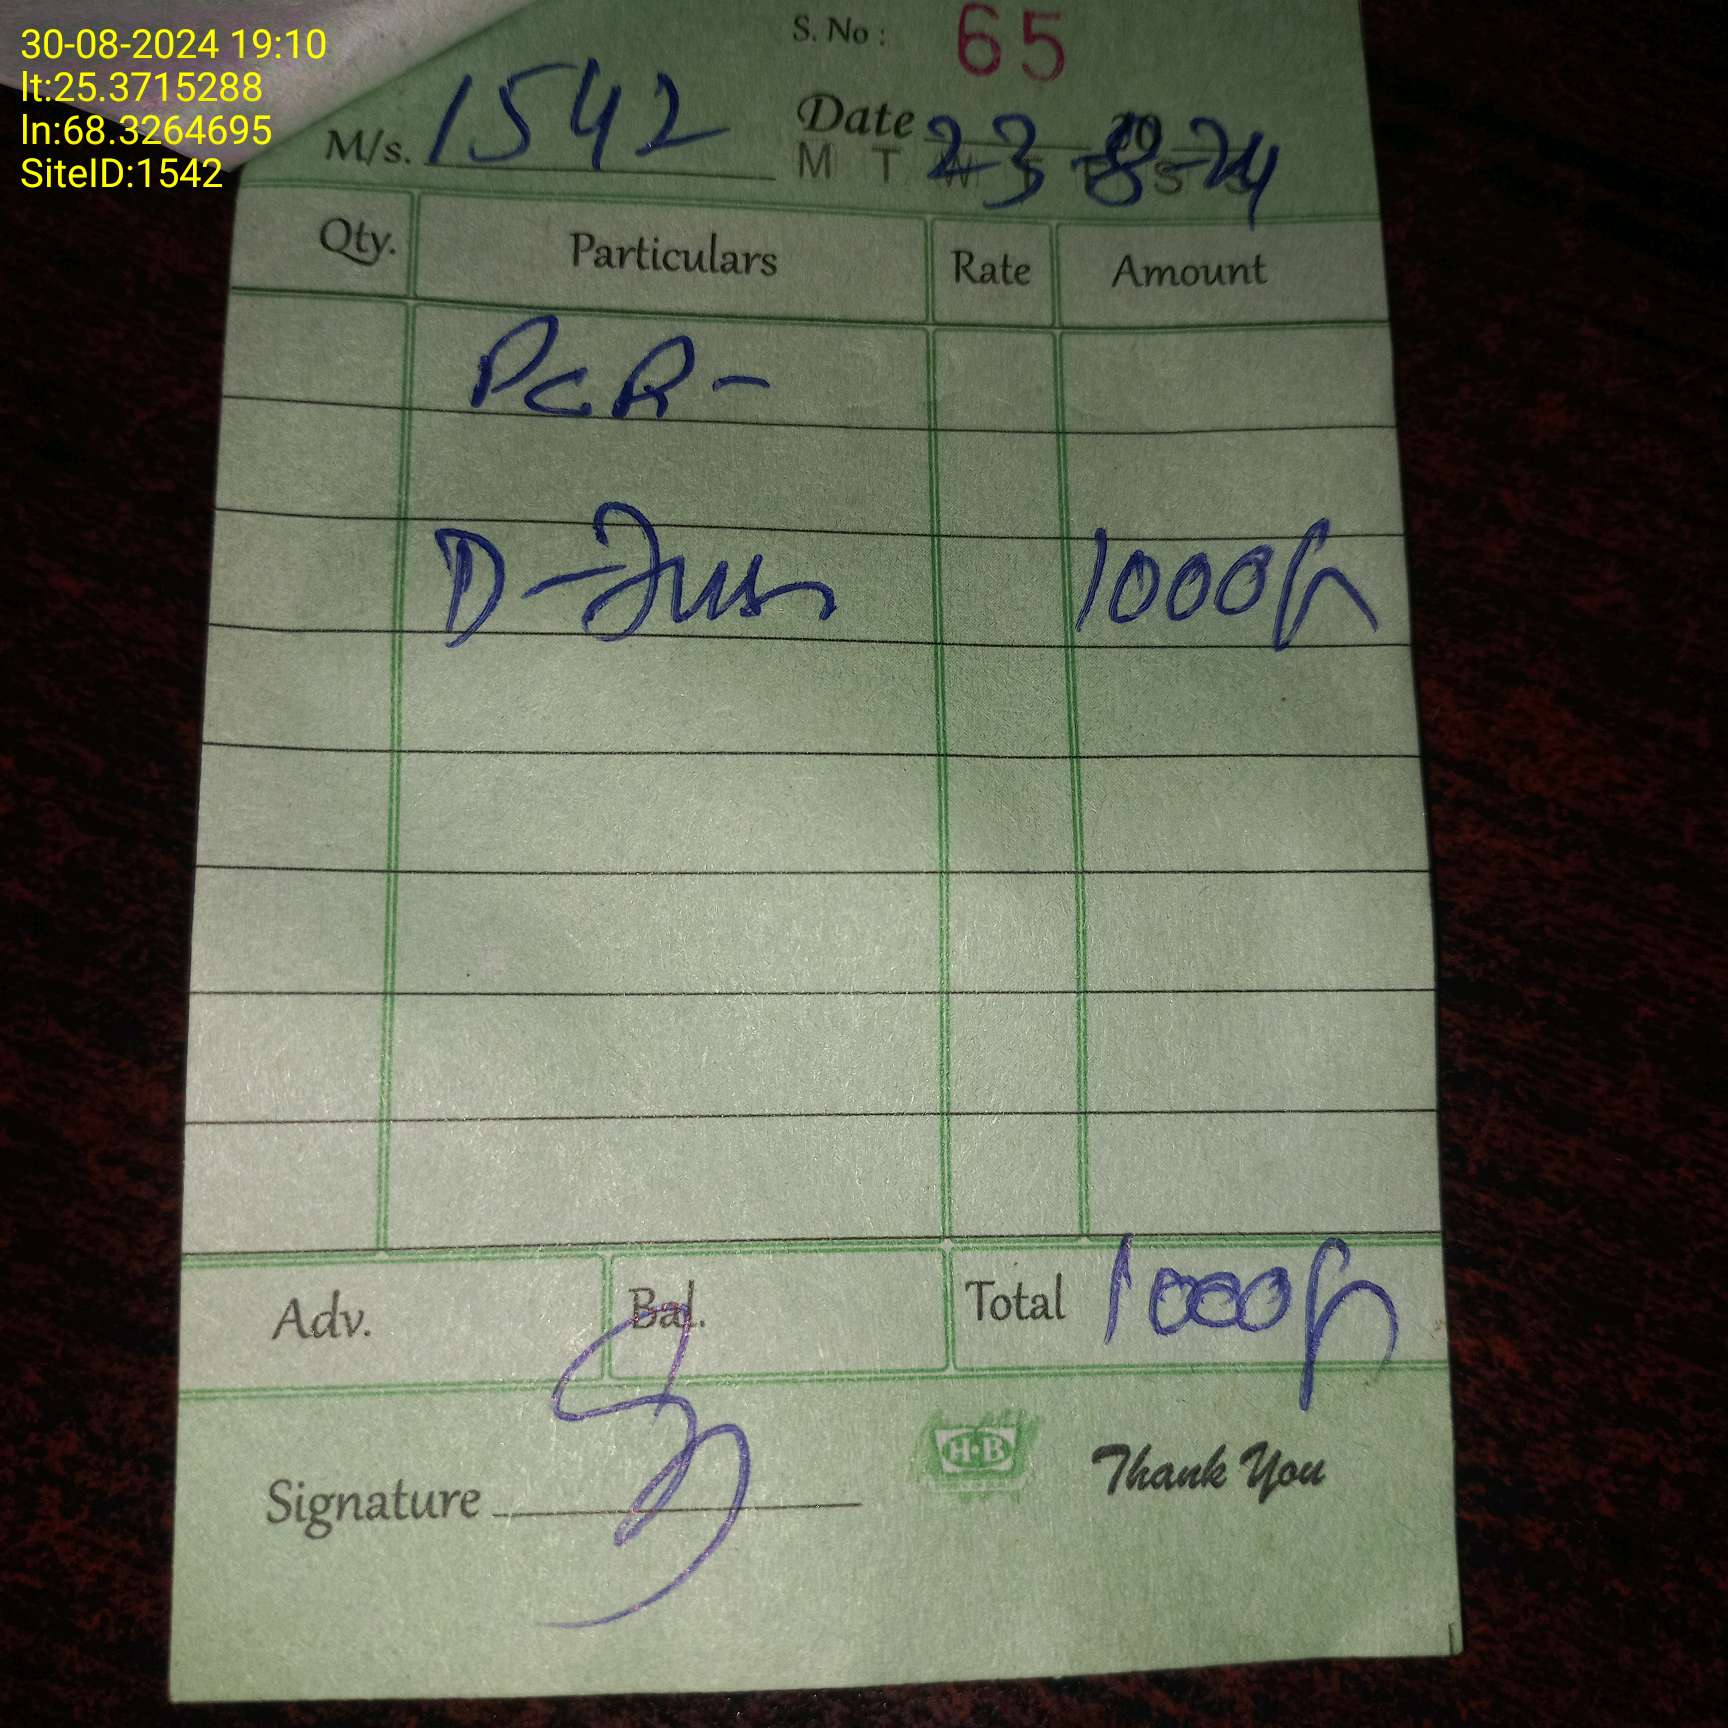 30-08-2024 19:10
lt:25.3715288
ln:68.3264695
SiteID:1542
S. No : 65
M/s. 1542 Date 23-8-24
M T W T F S S
Qty. Particulars Rate Amount
PCR -
D - 1000/-
Adv. Bal. Total 1000/-
Signature H·B Thank You